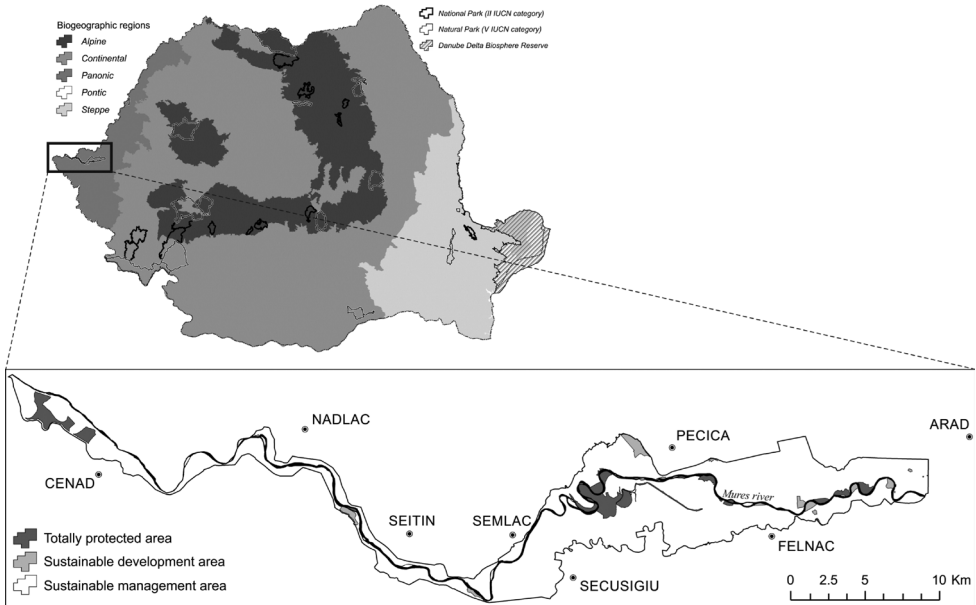 Biogeographic regions
Alpine
Continental
Panonic
Pontic
Steppe
National Park (II IUCN category)
Natural Park (V IUCN category)
Danube Delta Biosphere Reserve
NADLAC
CENAD
SEITIN
SEMLAC
PECICA
ARAD
Mures river
FELNAC
SECUSIGIU
Totally protected area
Sustainable development area
Sustainable management area
0 2.5 5 10 Km